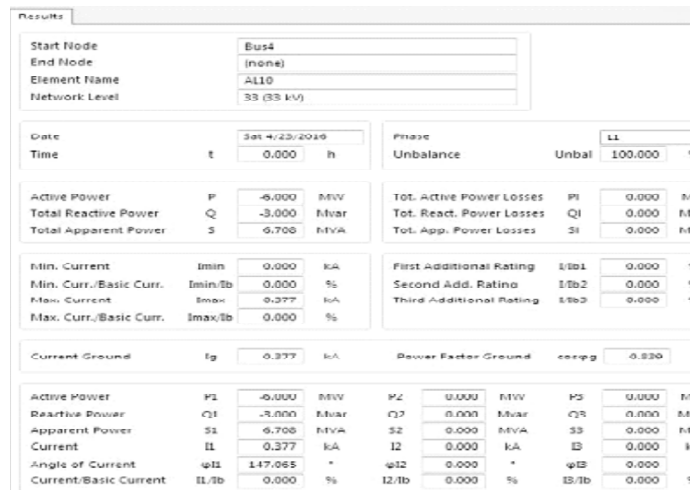 Results
Start Node Bus4
End Node (none)
Element Name AL10
Network Level 33 (33 kV)
Date Sat 4/23/2016 Phase L1
Time t 0.000 h Unbalance Unbal 100.000 %
Active Power P -6.000 MW Tot. Active Power Losses Pl 0.000 M
Total Reactive Power Q -3.000 Mvar Tot. React. Power Losses Ql 0.000 M
Total Apparent Power S 6.708 MVA Tot. App. Power Losses Sl 0.000 M
Min. Current Imin 0.000 kA First Additional Rating I/Ib1 0.000 %
Min. Curr./Basic Curr. Imin/Ib 0.000 % Second Add. Rating I/Ib2 0.000 %
Max. Current Imax 0.377 kA Third Additional Rating I/Ib3 0.000 %
Max. Curr./Basic Curr. Imax/Ib 0.000 %
Current Ground Ig 0.377 kA Power Factor Ground cosφg
Active Power P1 -6.000 MW P2 0.000 MW P3 0.000 M
Reactive Power Q1 -3.000 Mvar Q2 0.000 Mvar Q3 0.000 M
Apparent Power S1 6.708 MVA S2 0.000 MVA S3 0.000 M
Current I1 0.377 kA I2 0.000 kA I3 0.000 k
Angle of Current φI1 147.065 ° φI2 0.000 ° φI3 0.000 °
Current/Basic Current I1/Ib 0.000 % I2/Ib 0.000 % I3/Ib 0.000 %